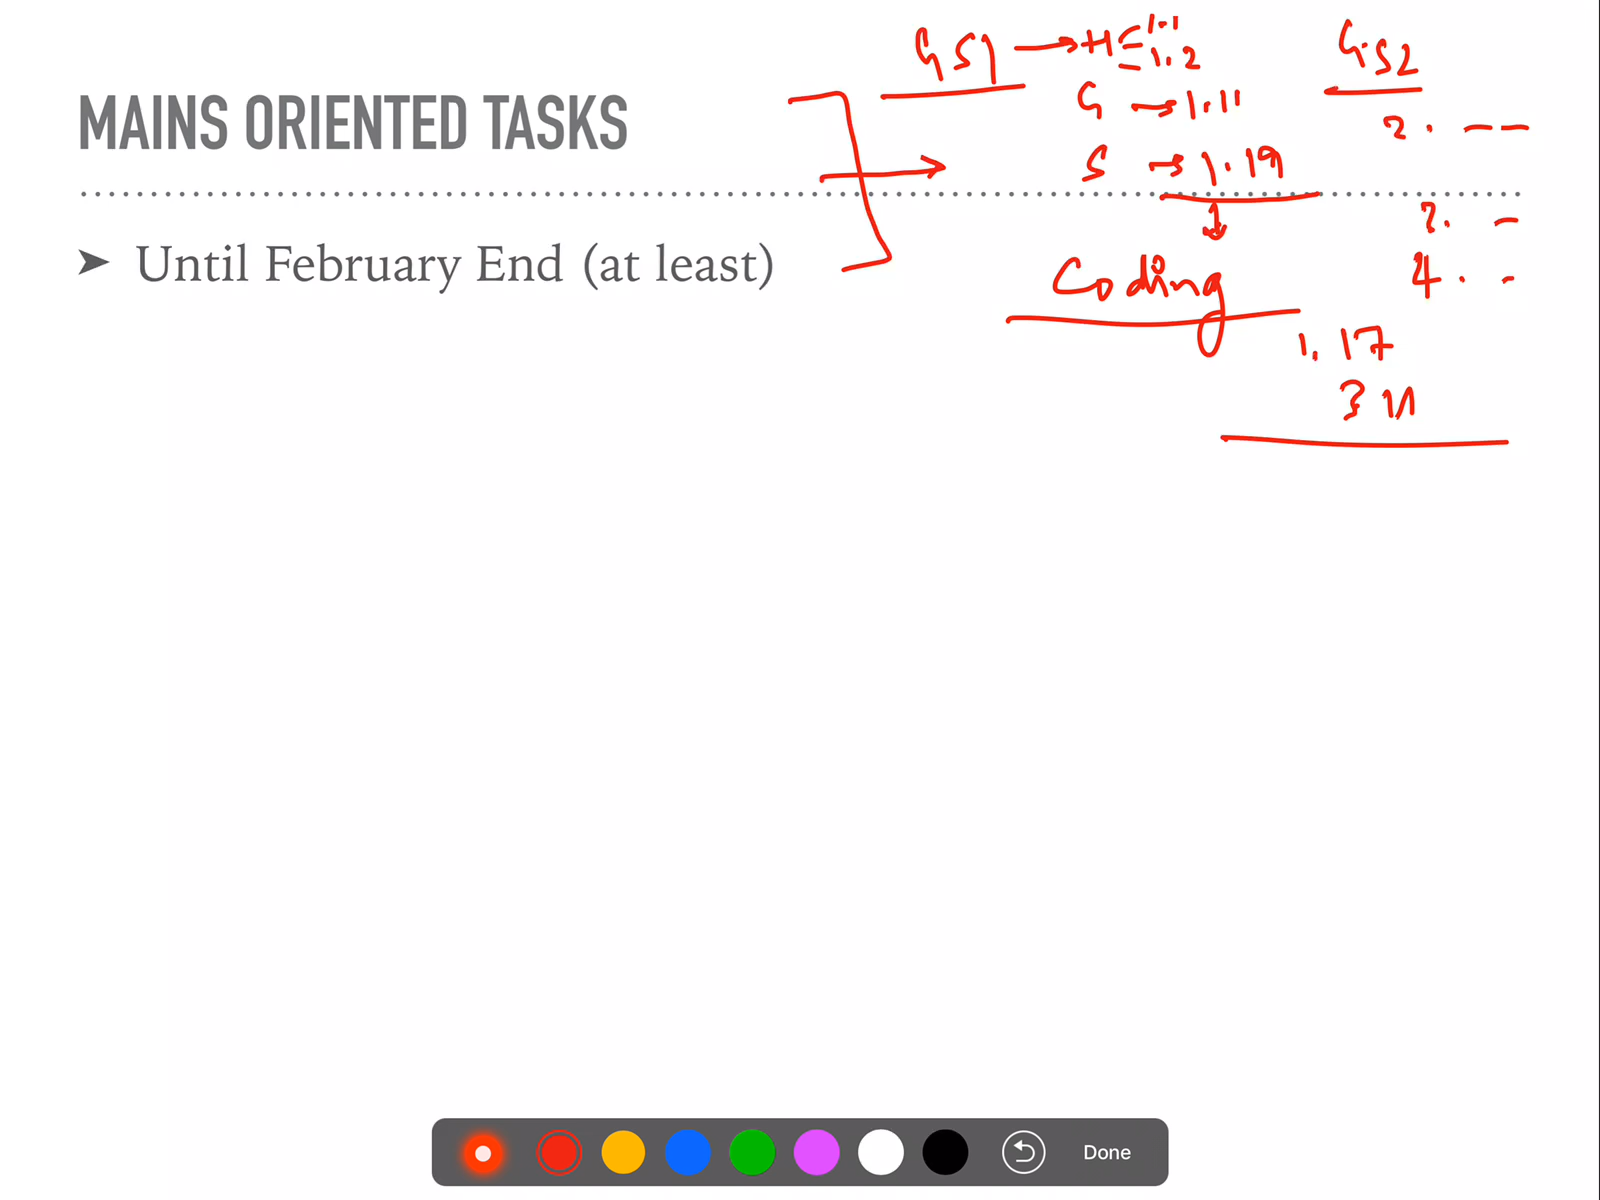 MAINS ORIENTED TASKS
➤ Until February End (at least)
GS1 → H 1.1
1.2
G → 1.11
S → 1.19
Coding
GS2
2. --
3. -
4. -
1.17
Done